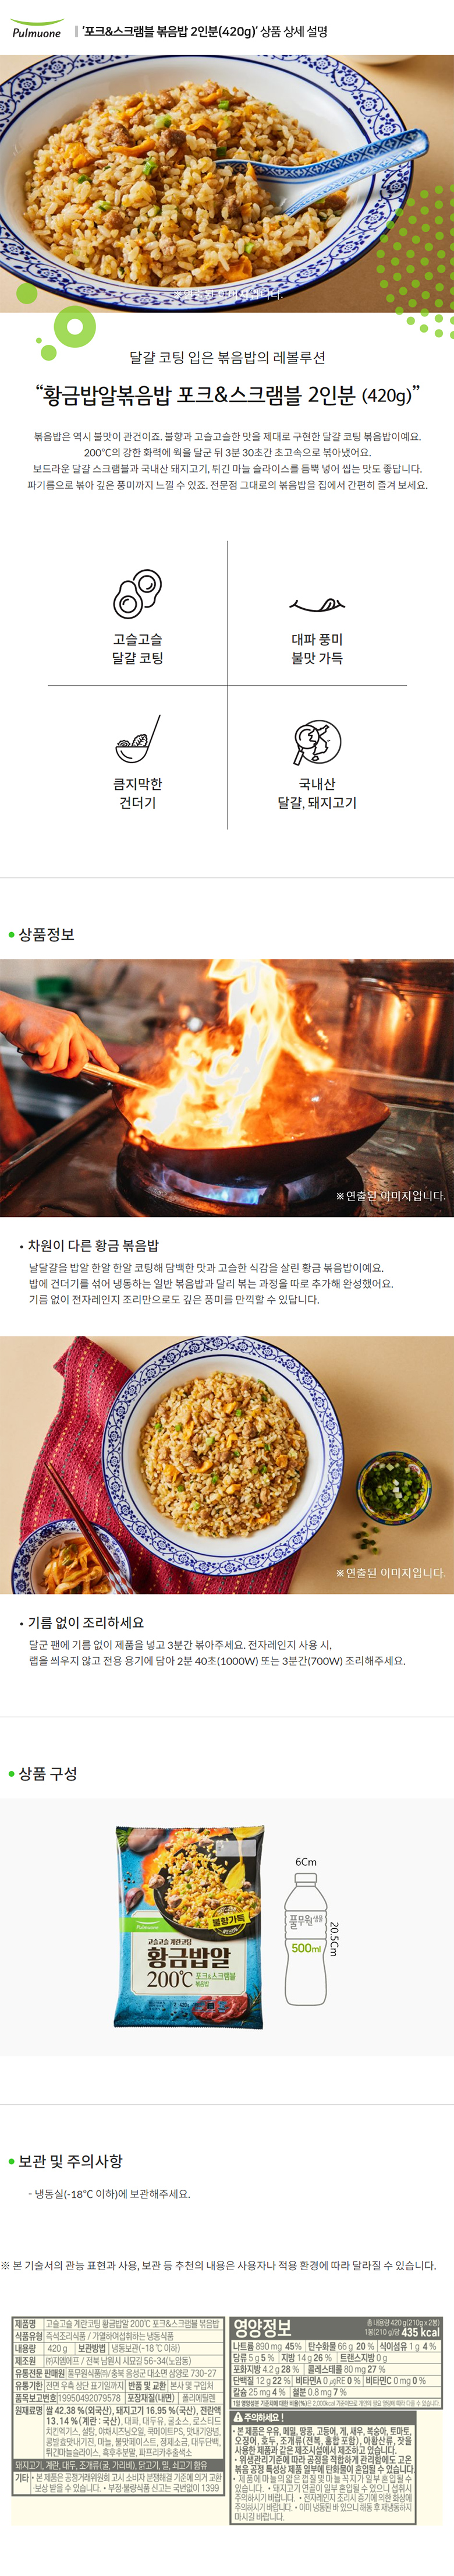 Pulmuone
'포크&스크램블 볶음밥 2인분(420g)' 상품 상세 설명
달걀 코팅 입은 볶음밥의 레볼루션
“황금밥알볶음밥 포크&스크램블 2인분 (420g)”
볶음밥은 역시 불맛이 관건이죠. 불향과 고슬고슬한 맛을 제대로 구현한 달걀 코팅 볶음밥이에요.
200℃의 강한 화력에 웍을 달군 뒤 3분 30초간 초고속으로 볶아냈어요.
보드라운 달걀 스크램블과 국내산 돼지고기, 튀긴 마늘 슬라이스를 듬뿍 넣어 씹는 맛도 좋답니다.
파기름으로 볶아 깊은 풍미까지 느낄 수 있죠. 전문점 그대로의 볶음밥을 집에서 간편히 즐겨 보세요.
고슬고슬
달걀 코팅
대파 풍미
불맛 가득
큼지막한
건더기
국내산
달걀, 돼지고기
상품정보
※연출된 이미지입니다.
• 차원이 다른 황금 볶음밥
날달걀을 밥알 한알 한알 코팅해 담백한 맛과 고슬한 식감을 살린 황금 볶음밥이에요.
밥에 건더기를 섞어 냉동하는 일반 볶음밥과 달리 볶는 과정을 따로 추가해 완성했어요.
기름 없이 전자레인지 조리만으로도 깊은 풍미를 만끽할 수 있답니다.
※연출된 이미지입니다.
• 기름 없이 조리하세요
달군 팬에 기름 없이 제품을 넣고 3분간 볶아주세요. 전자레인지 사용 시,
랩을 씌우지 않고 전용 용기에 담아 2분 40초(1000W) 또는 3분간(700W) 조리해주세요.
상품 구성
Pulmuone
불향가득
고슬고슬 계란코팅
황금밥알
200℃ 포크&스크램블
볶음밥
6Cm
풀무원샘물
500ml
20.5Cm
보관 및 주의사항
- 냉동실(-18℃ 이하)에 보관해주세요.
※ 본 기술서의 관능 표현과 사용, 보관 등 추천의 내용은 사용자나 적용 환경에 따라 달라질 수 있습니다.
제품명 고슬고슬 계란코팅 황금밥알 200℃ 포크&스크램블 볶음밥
식품유형 즉석조리식품 / 가열하여섭취하는 냉동식품
내용량 420 g 보관방법 냉동보관(-18 ℃ 이하)
제조원 ㈜지엠에프 / 전북 남원시 시묘길 56-34(노암동)
유통전문 판매원 풀무원식품㈜/충북 음성군 대소면 삼양로 730-27
유통기한 전면 우측 상단 표기일까지 반품 및 교환 본사 및 구입처
품목보고번호 19950492079578 포장재질(내면) 폴리에틸렌
원재료명 쌀 42.38 %(외국산), 돼지고기 16.95 %(국산), 전란액
13.14 %(계란 : 국산), 대파, 대두유, 굴소스, 로스티드
치킨엑기스, 설탕, 야채시즈닝오일, 쿡메이트PS, 모대기양념,
콩발효맛내기진, 마늘, 불맛페이스트, 정제소금, 대두단백,
튀긴마늘슬라이스, 흑후추분말, 파프리카추출색소
돼지고기, 계란, 대두, 조개류(굴, 가리비), 닭고기, 밀, 쇠고기 함유
기타 • 본 제품은 공정거래위원회 고시 소비자 분쟁해결 기준에 의거 교환
보상 받을 수 있습니다. • 부정·불량식품 신고는 국번없이 1399
영양정보 총 내용량 420 g(210 g x 2봉)
1봉(210 g)당 435 kcal
나트륨 890 mg 45% 탄수화물 66 g 20 % 식이섬유 1 g 4 %
당류 5 g 5 % 지방 14 g 26 % 트랜스지방 0 g
포화지방 4.2 g 28 % 콜레스테롤 80 mg 27 %
단백질 12 g 22 % 비타민A 0 ㎍RE 0 % 비타민C 0 mg 0 %
칼슘 25 mg 4 % 철분 0.8 mg 7 %
1일 영양성분 기준치에 대한 비율(%)은 2,000kcal 기준이므로 개인의 필요 열량에 따라 다를 수 있습니다
주의하세요!
• 본 제품은 우유, 메밀, 땅콩, 고등어, 게, 새우, 복숭아, 토마토,
오징어, 호두, 조개류(전복, 홍합 포함), 아황산류, 잣을
사용한 제품과 같은 제조시설에서 제조하고 있습니다.
• 위생관리기준에 따라 공정을 적합하게 관리함에도 고온
볶음 공정 특성상 제품 일부에 탄화물이 혼입될 수 있습니다.
• 제품에 마늘의 얇은 껍질 및 마늘 꼭지가 일부 혼입될 수
있습니다. • 돼지고기 연골이 일부 혼입될 수 있으니 섭취시
주의하시기 바랍니다. • 전자레인지 조리시 증기에 의한 화상에
주의하시기 바랍니다. • 이미 냉동된 바 있으니 해동 후 재냉동하지
마시길 바랍니다.